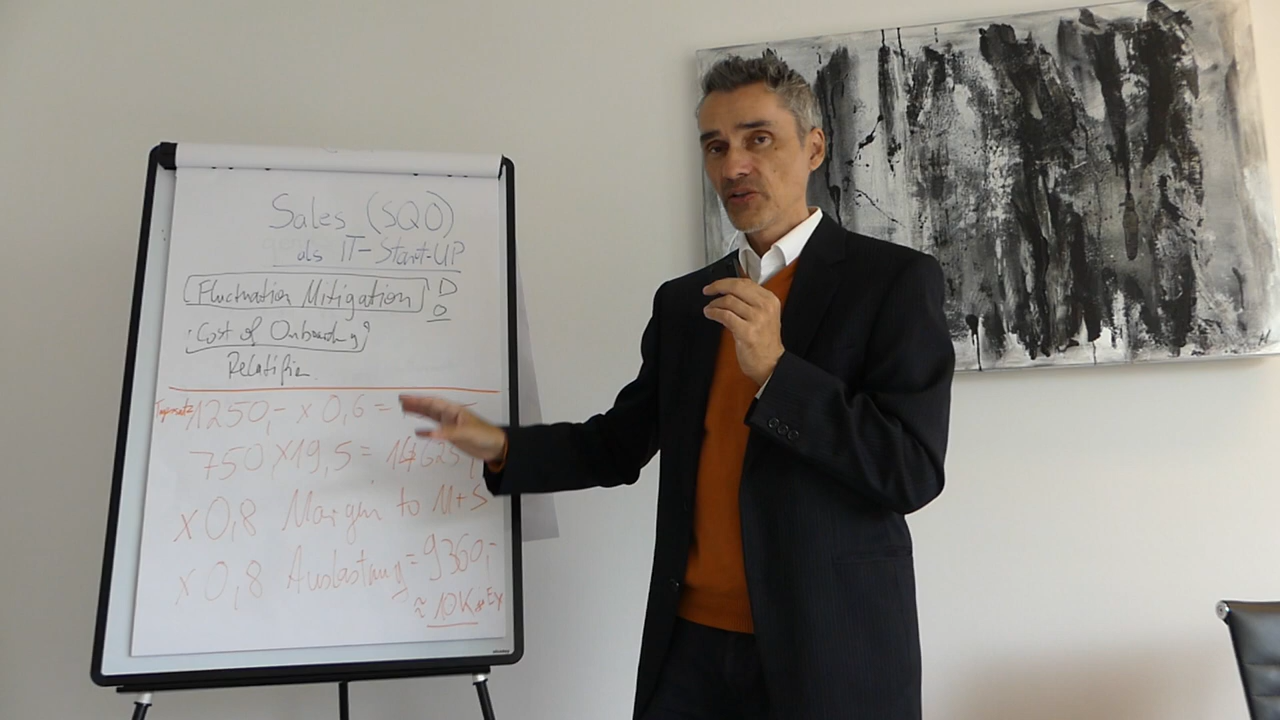 Sales (SQO)
als IT-Start-UP
Fluctuation Mitigation D
O
Cost of Onboarding
Tagessatz 1250,- x 0,6 =
750 x 19,5 = 14625,-
x 0,8 Margin to M+S
x 0,8 Auslastung = 9360,-
≈ 10K